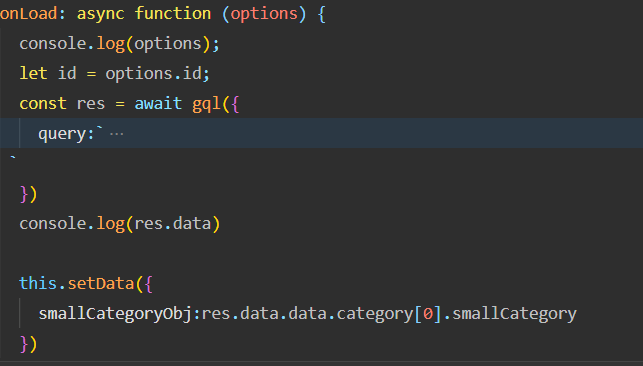 onLoad: async function (options) {
console.log(options);
let id = options.id;
const res = await gql({
query:` ···
`
})
console.log(res.data)
this.setData({
smallCategoryObj:res.data.data.category[0].smallCategory
})